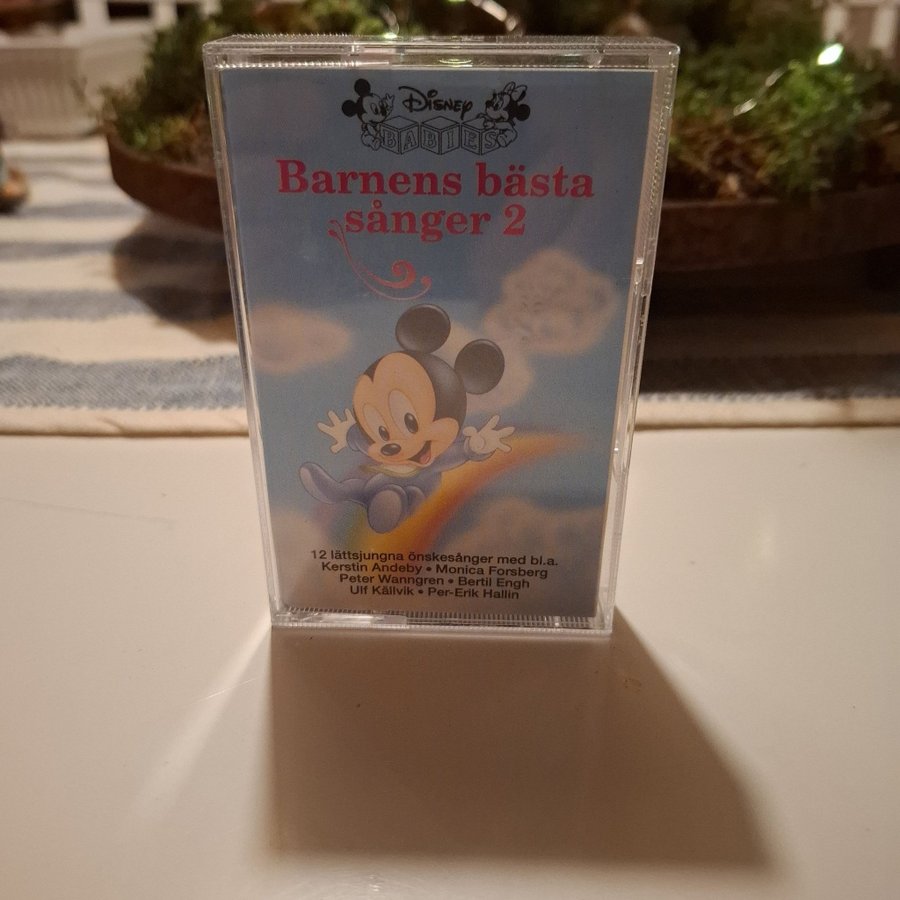 Disney
BABIES
Barnens bästa
sånger 2
12 lättsjungna önskesånger med bl.a.
Kerstin Andeby • Monica Forsberg
Peter Wanngren • Bertil Engh
Ulf Källvik • Per-Erik Hallin